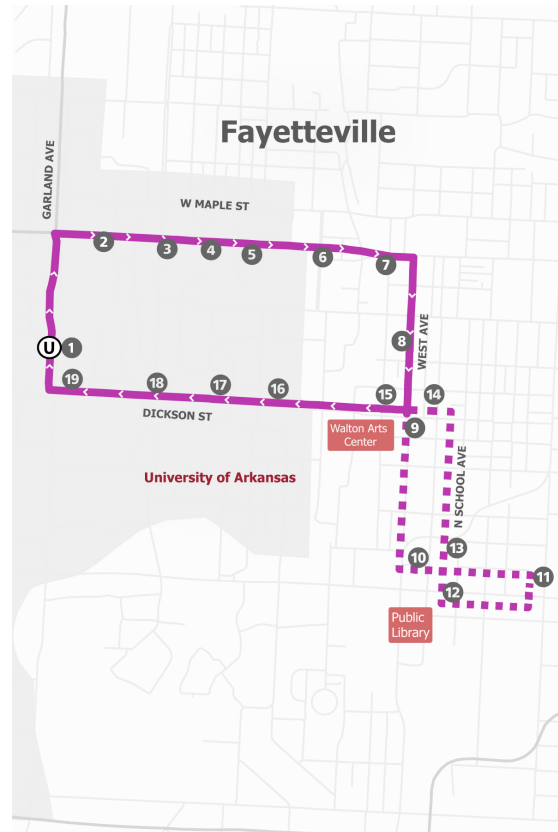 Fayetteville
GARLAND AVE
W MAPLE ST
2
3
4
5
6
7
U
1
8
WEST AVE
19
18
17
16
15
14
DICKSON ST
Walton Arts
Center
9
N SCHOOL AVE
University of Arkansas
13
10
11
12
Public
Library